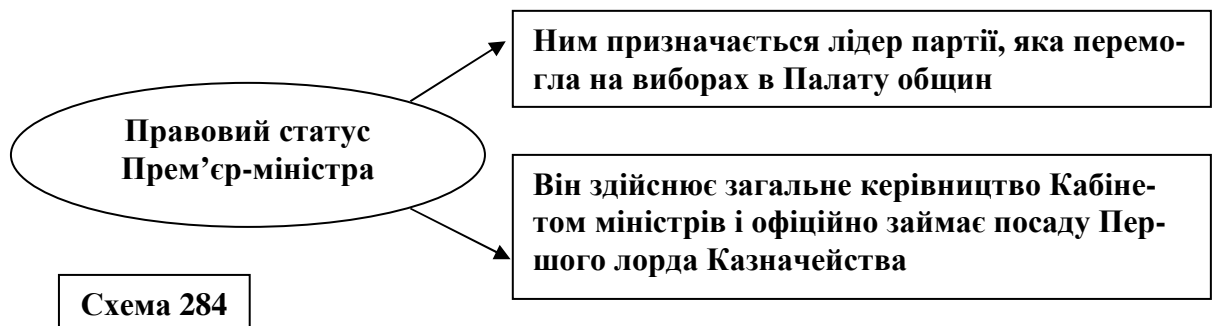 Правовий статус
Прем’єр-міністра
Ним призначається лідер партії, яка перемо-
гла на виборах в Палату общин
Він здійснює загальне керівництво Кабіне-
том міністрів і офіційно займає посаду Пер-
шого лорда Казначейства
Схема 284